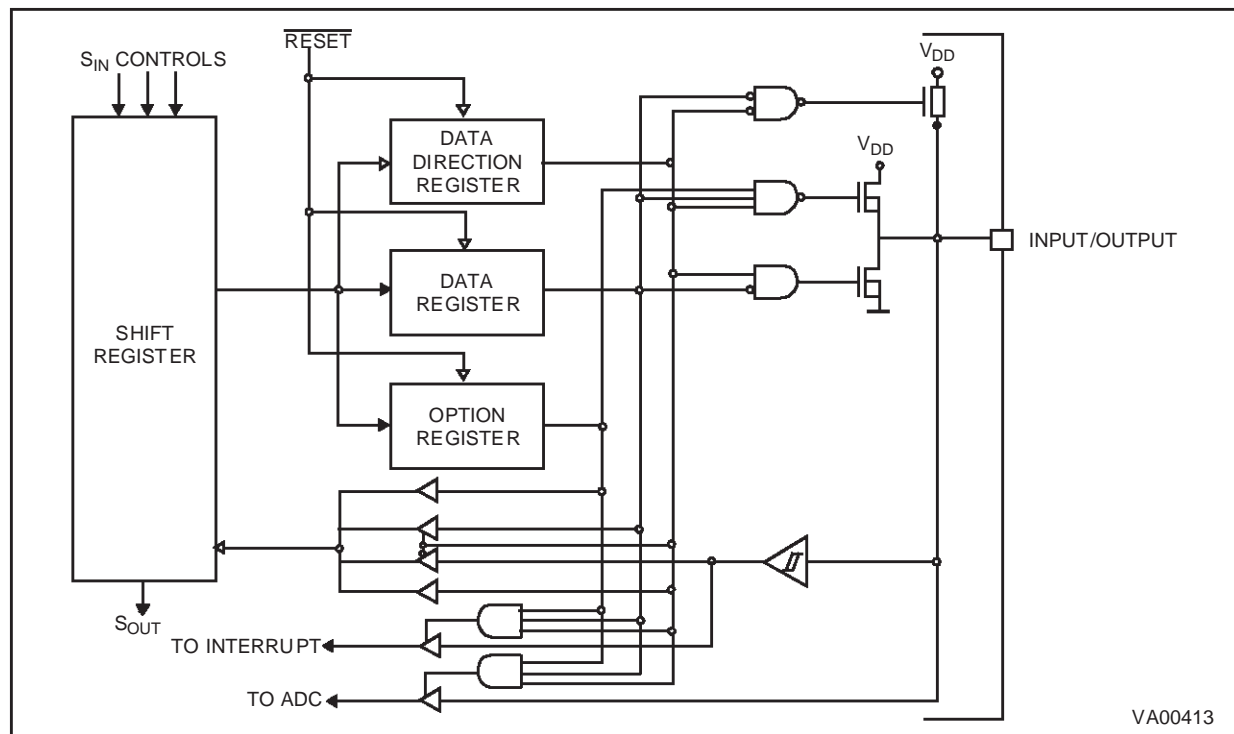 RESET
S_IN CONTROLS
V_DD
DATA
DIRECTION
REGISTER
V_DD
INPUT/OUTPUT
DATA
REGISTER
SHIFT
REGISTER
OPTION
REGISTER
S_OUT
TO INTERRUPT
TO ADC
VA00413